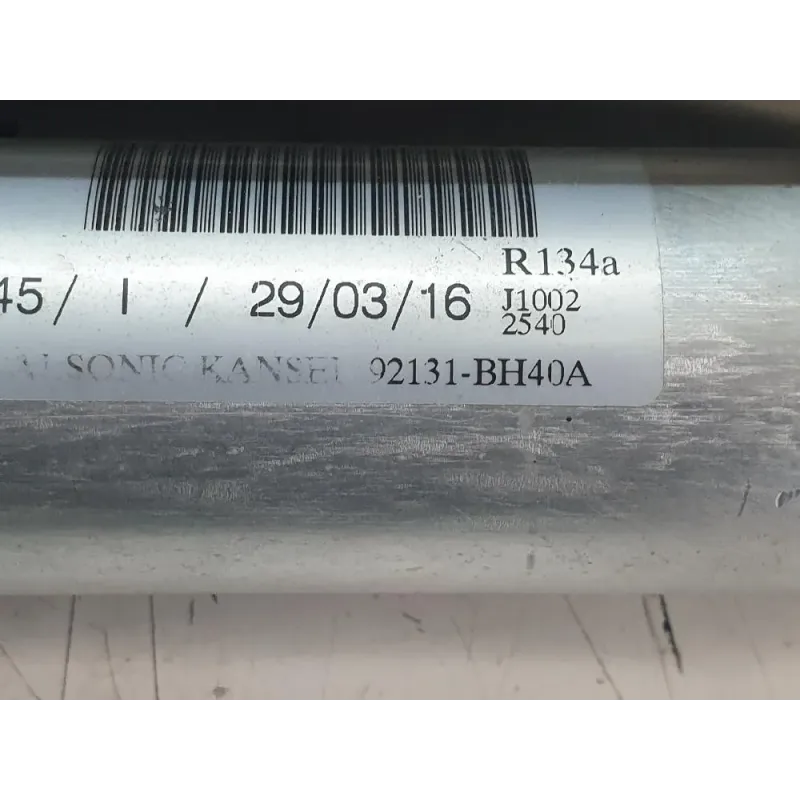 45 / I / 29/03/16
R134a
J1002
2540
SONIC KANSEI 92131-BH40A